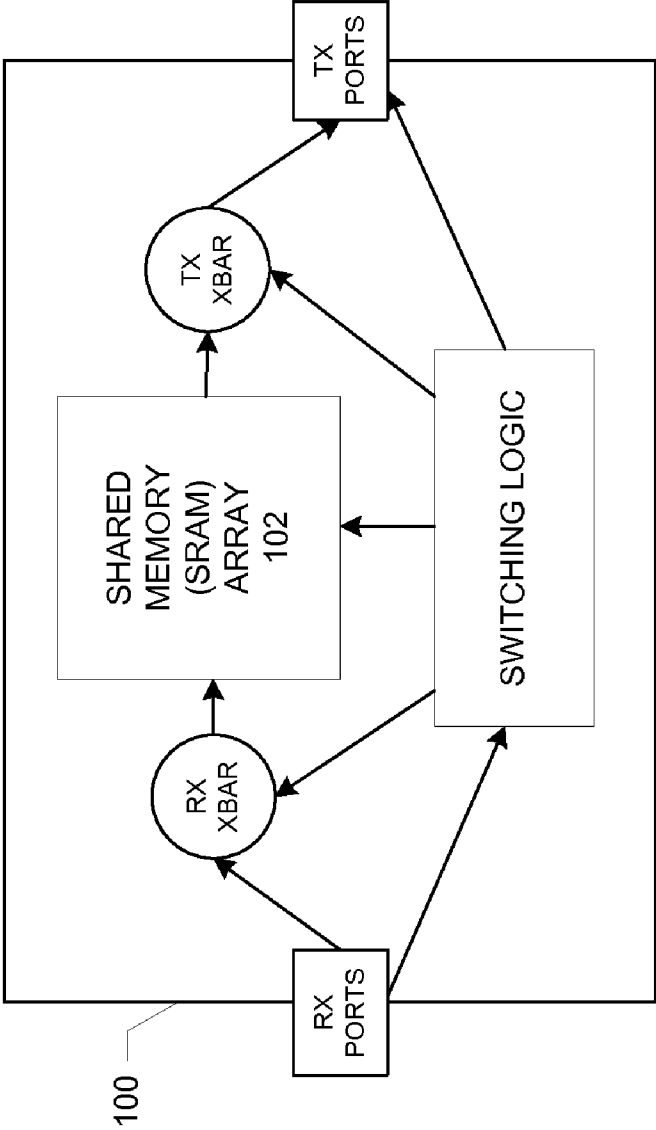 SHARED
MEMORY
(SRAM)
ARRAY
102
RX
XBAR
TX
XBAR
RX
PORTS
TX
PORTS
SWITCHING LOGIC
100